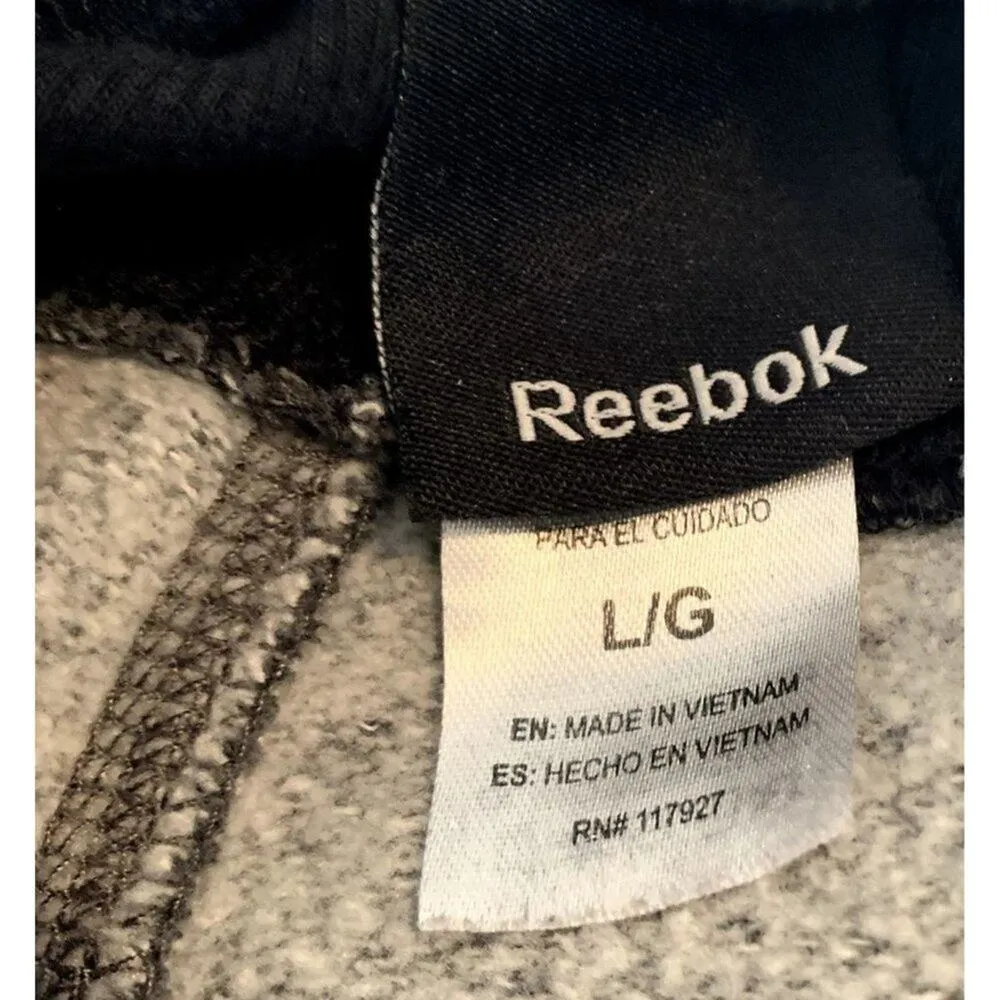 Reebok
PARA EL CUIDADO
L/G
EN: MADE IN VIETNAM
ES: HECHO EN VIETNAM
RN# 117927